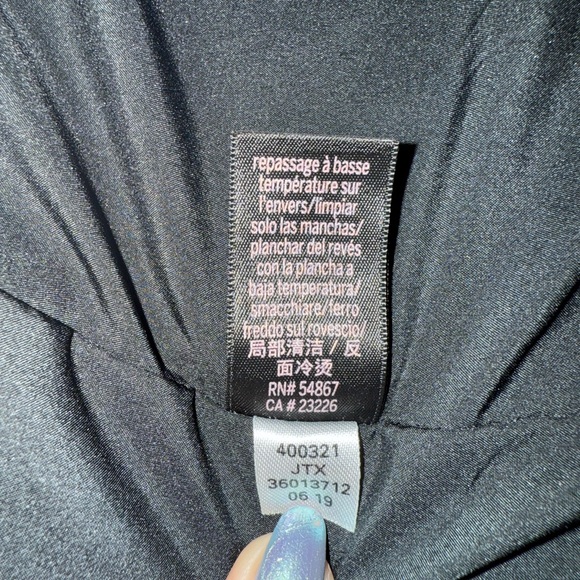 repassage à basse
température sur
l'envers/limpiar
solo las manchas/
planchar del revés
con la plancha a
baja temperatura/
smacchiare/ferro
freddo sul rovescio/
局部清洁/反
面冷烫
RN# 54867
CA # 23226
400321
JTX
36013712
06 19